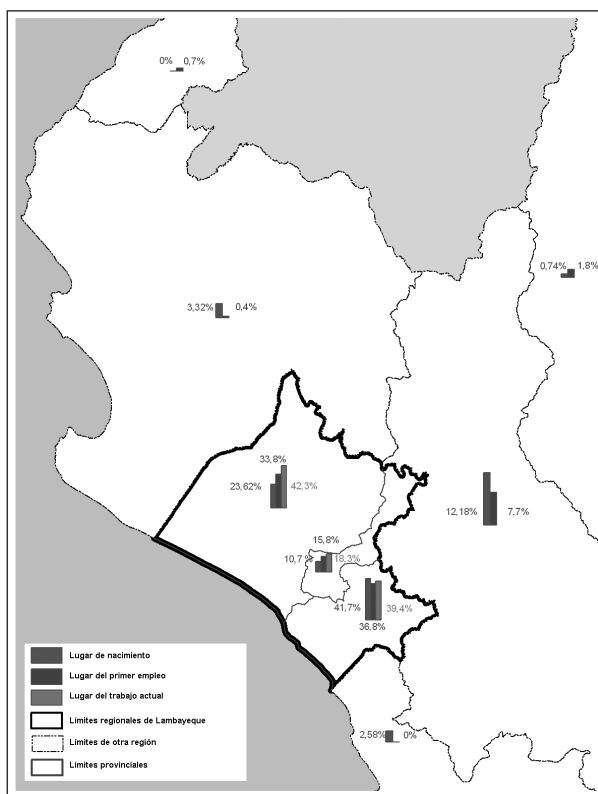 0% 0,7%
0,74% 1,8%
3,32% 0,4%
33,8%
23,62% 42,3%
12,18% 7,7%
15,8%
10,7% 18,3%
41,7% 39,4%
36,8%
2,58% 0%
Lugar de nacimiento
Lugar del primer empleo
Lugar del trabajo actual
Límites regionales de Lambayeque
Límites de otra región
Límites provinciales